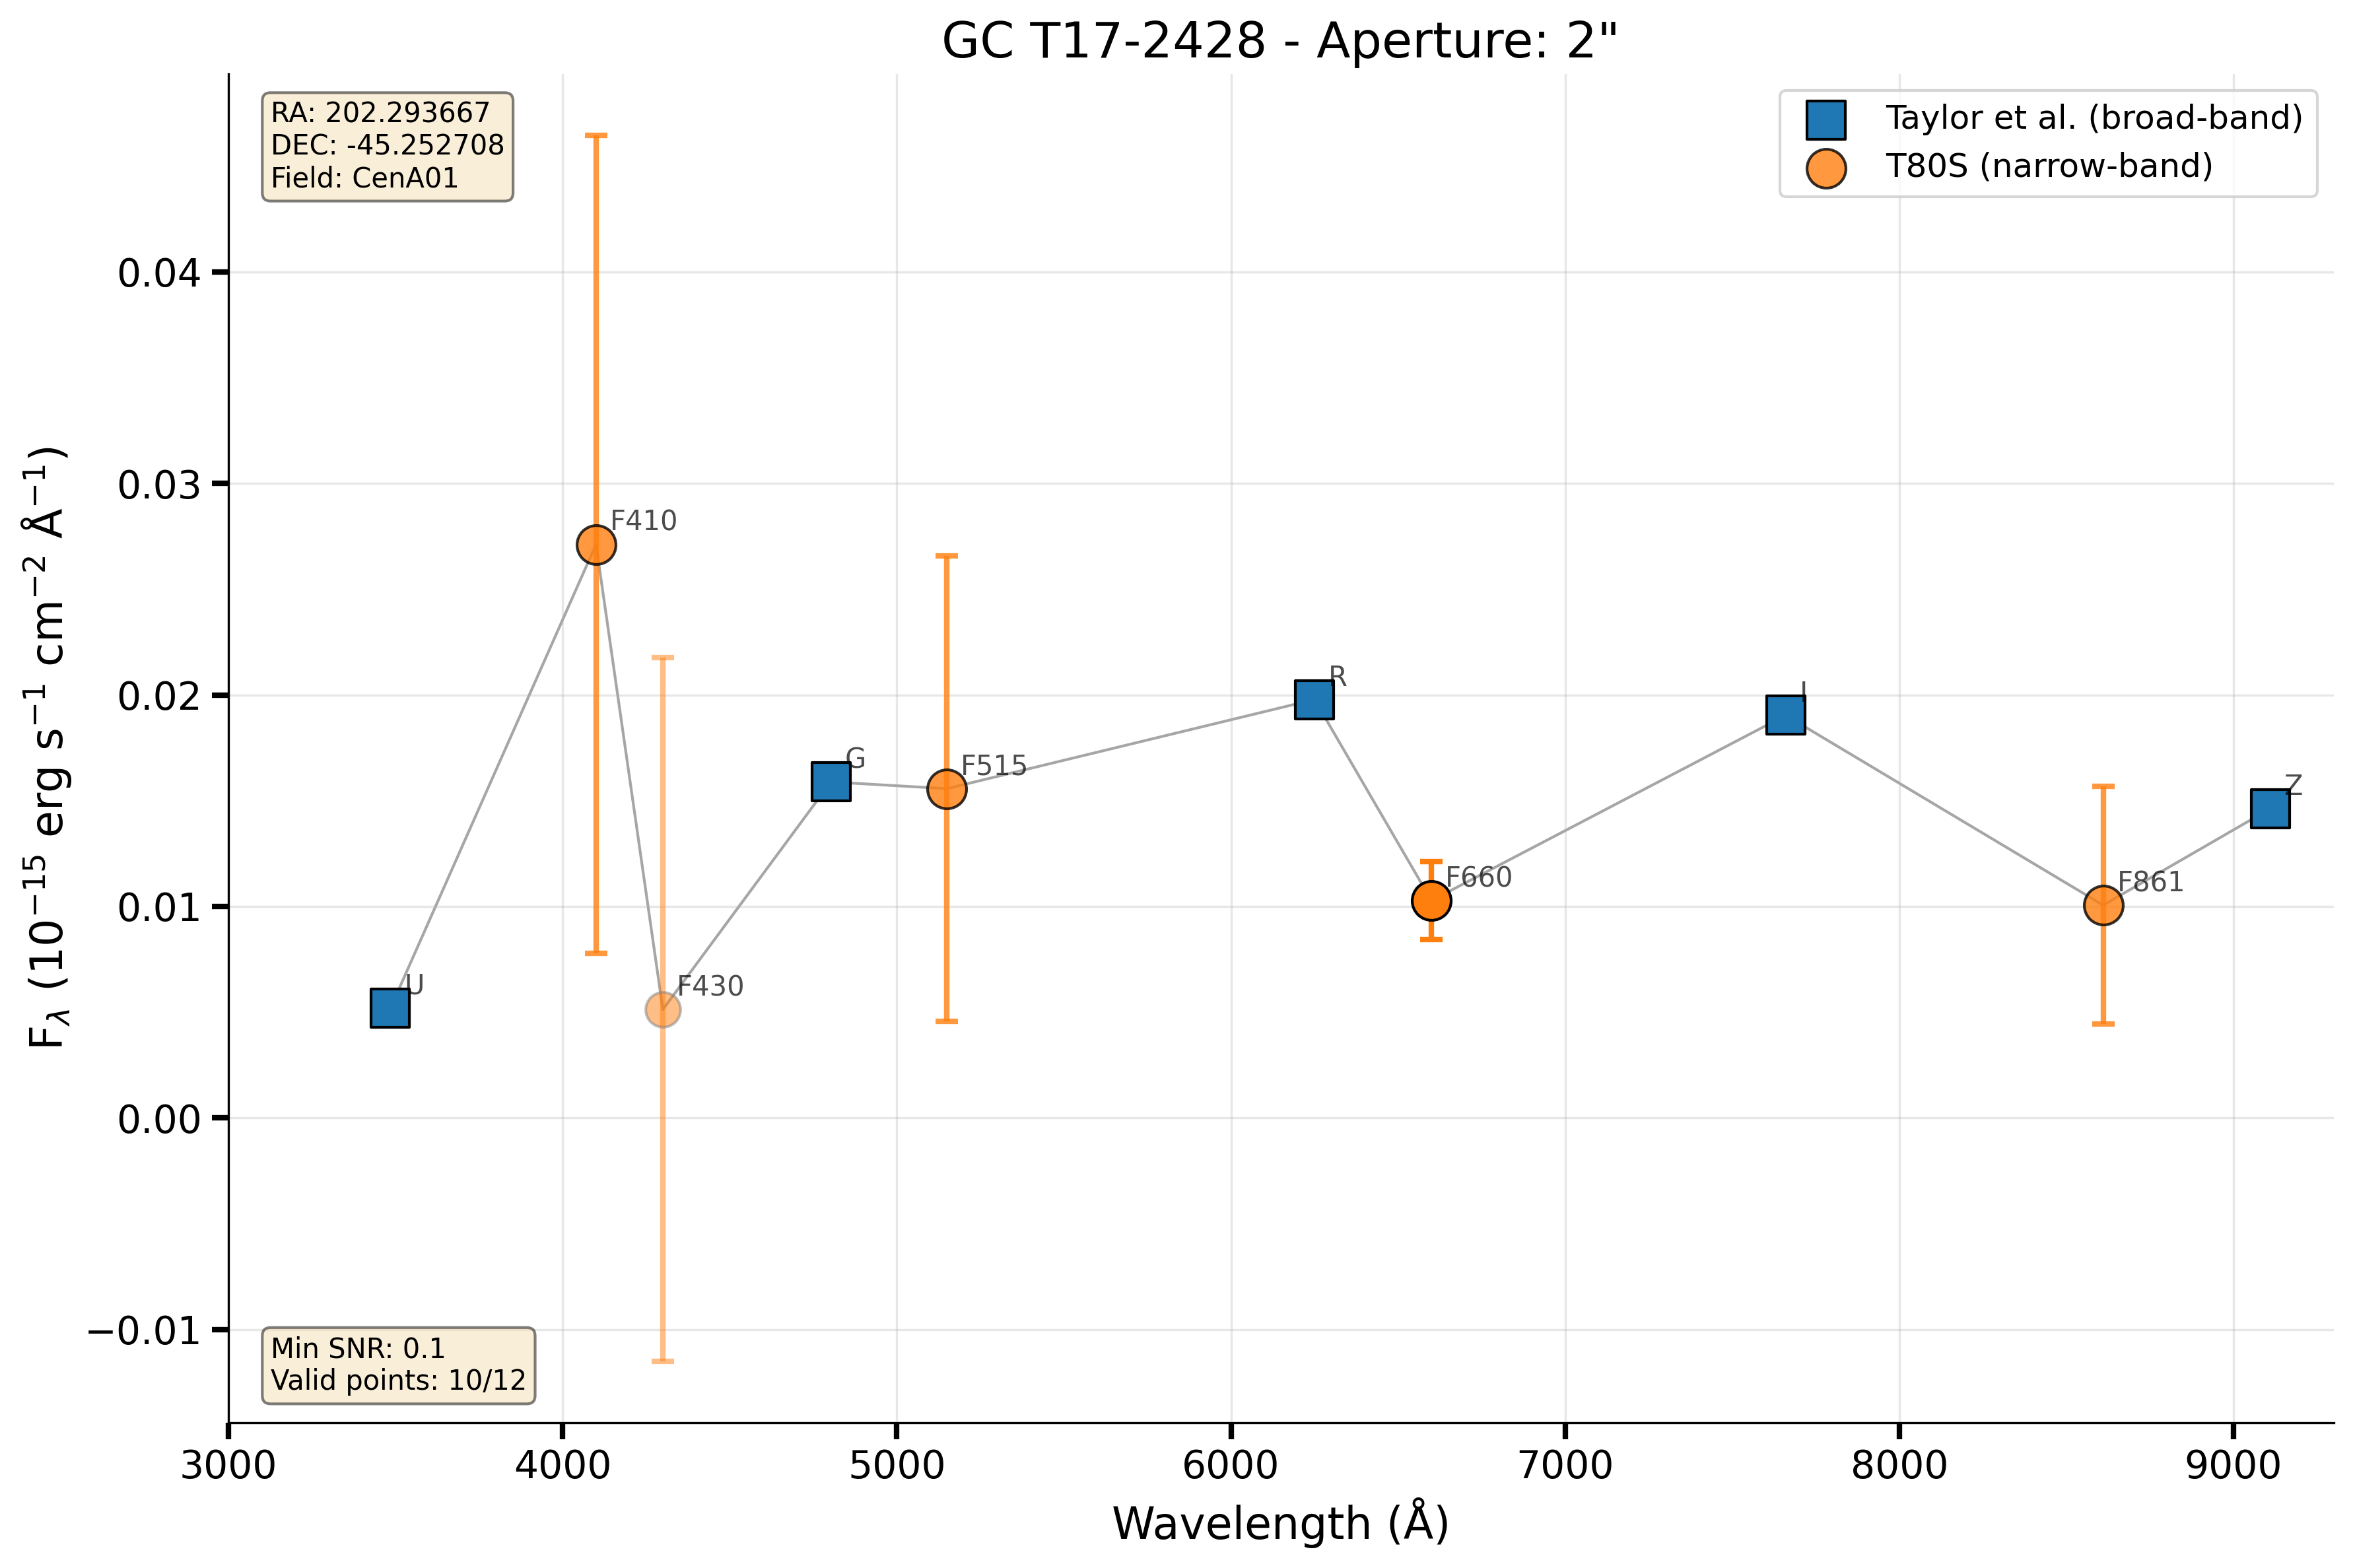 GC T17-2428 - Aperture: 2"
RA: 202.293667
DEC: -45.252708
Field: CenA01
Taylor et al. (broad-band)
T80S (narrow-band)
F_λ (10⁻¹⁵ erg s⁻¹ cm⁻² Å⁻¹)
0.04
0.03
0.02
0.01
0.00
−0.01
U
F410
F430
G
F515
R
F660
I
F861
Z
Min SNR: 0.1
Valid points: 10/12
3000 4000 5000 6000 7000 8000 9000
Wavelength (Å)